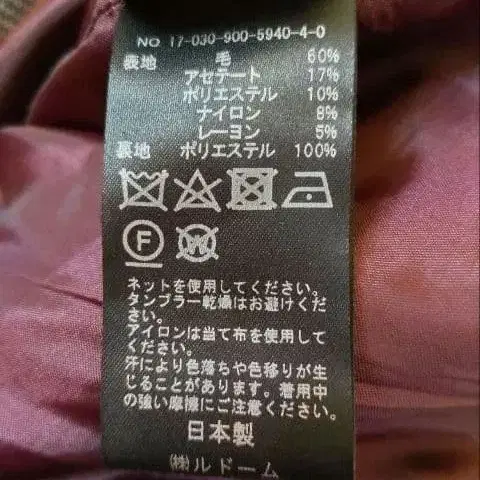 NO 17-030-900-5940-4-0
表地 毛 60%
アセテート 17%
ポリエステル 10%
ナイロン 8%
レーヨン 5%
裏地 ポリエステル 100%
F W
ネットを使用してください。
タンブラー乾燥はお避けくだ
さい。
アイロンは当て布を使用して
ください。
汗により色落ちや色移りが生
じることがあります。着用中
の強い摩擦にご注意ください。
日本製
㈱ルドーム